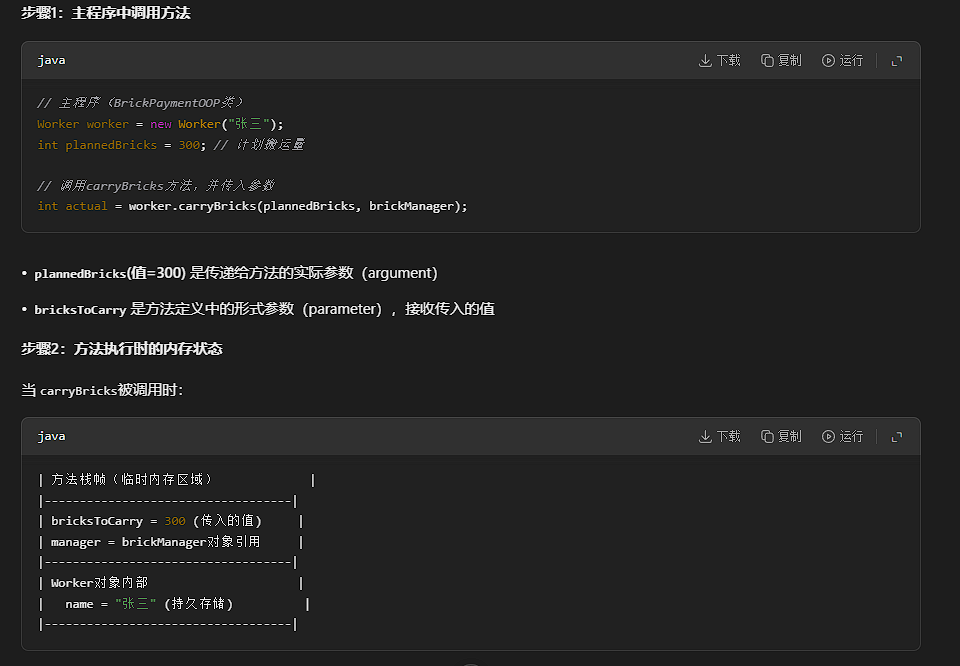 步骤1：主程序中调用方法
java
下载 复制 运行
// 主程序（BrickPaymentOOP类）
Worker worker = new Worker("张三");
int plannedBricks = 300; // 计划搬运量
// 调用carryBricks方法，并传入参数
int actual = worker.carryBricks(plannedBricks, brickManager);
• plannedBricks(值=300) 是传递给方法的实际参数（argument）
• bricksToCarry 是方法定义中的形式参数（parameter），接收传入的值
步骤2：方法执行时的内存状态
当 carryBricks被调用时：
java
下载 复制 运行
| 方法栈帧（临时内存区域） |
|-----------------------------------|
| bricksToCarry = 300 (传入的值) |
| manager = brickManager对象引用 |
|-----------------------------------|
| Worker对象内部 |
| name = "张三" (持久存储) |
|-----------------------------------|